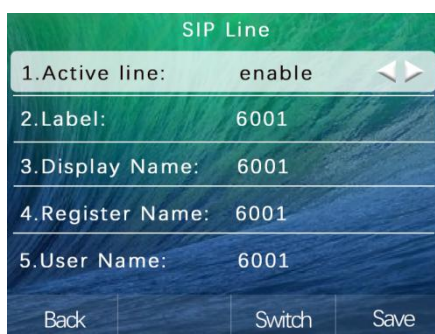 SIP Line
1.Active line: enable
2.Label: 6001
3.Display Name: 6001
4.Register Name: 6001
5.User Name: 6001
Back Switch Save